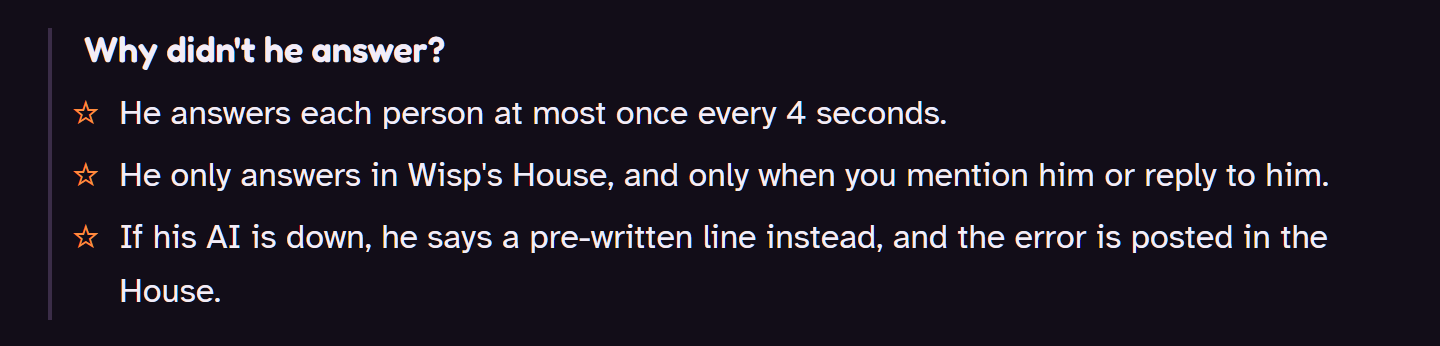 Why didn't he answer?
☆ He answers each person at most once every 4 seconds.
☆ He only answers in Wisp's House, and only when you mention him or reply to him.
☆ If his AI is down, he says a pre-written line instead, and the error is posted in the
House.